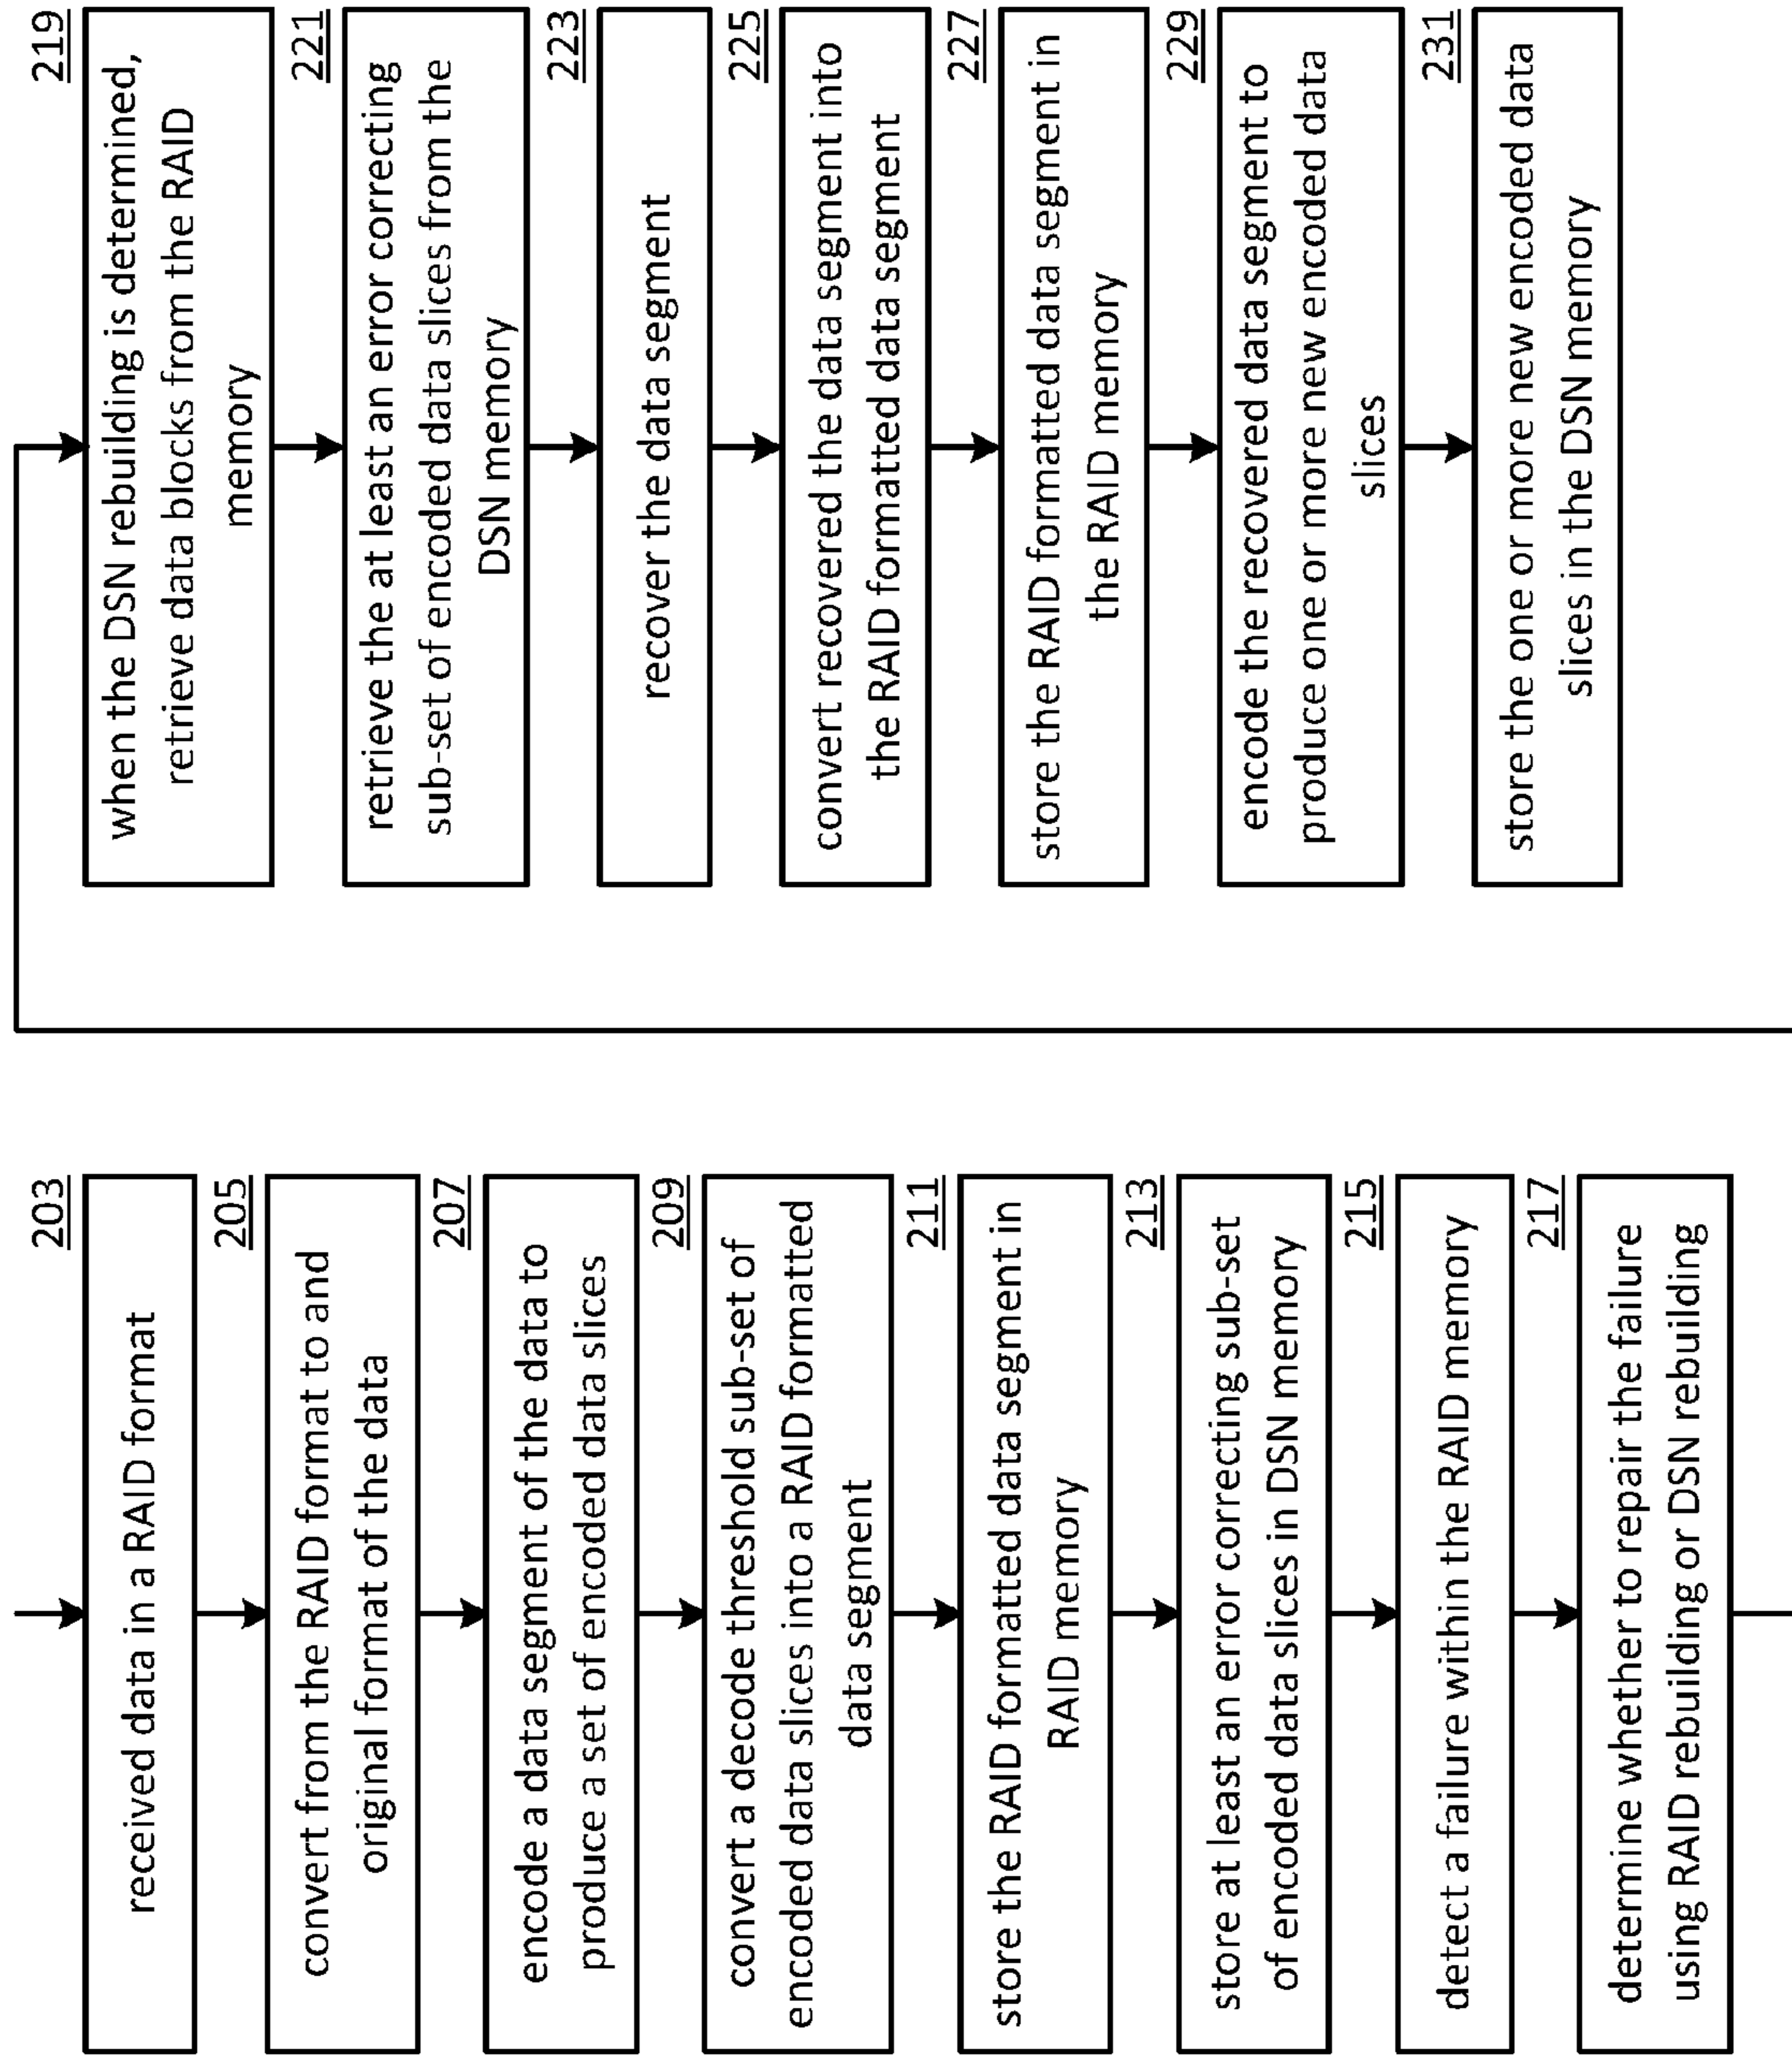 203
received data in a RAID format
205
convert from the RAID format to and
original format of the data
207
encode a data segment of the data to
produce a set of encoded data slices
209
convert a decode threshold sub-set of
encoded data slices into a RAID formatted
data segment
211
store the RAID formatted data segment in
RAID memory
213
store at least an error correcting sub-set
of encoded data slices in DSN memory
215
detect a failure within the RAID memory
217
determine whether to repair the failure
using RAID rebuilding or DSN rebuilding
219
when the DSN rebuilding is determined,
retrieve data blocks from the RAID
memory
221
retrieve the at least an error correcting
sub-set of encoded data slices from the
DSN memory
223
recover the data segment
225
convert recovered the data segment into
the RAID formatted data segment
227
store the RAID formatted data segment in
the RAID memory
229
encode the recovered data segment to
produce one or more new encoded data
slices
231
store the one or more new encoded data
slices in the DSN memory